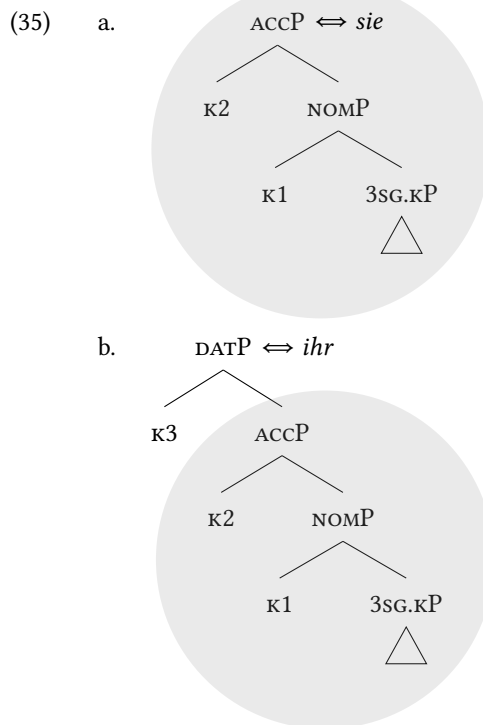 (35) a. ACCP ⇔ sie
K2 NOMP
K1 3SG.KP
b. DATP ⇔ ihr
K3 ACCP
K2 NOMP
K1 3SG.KP